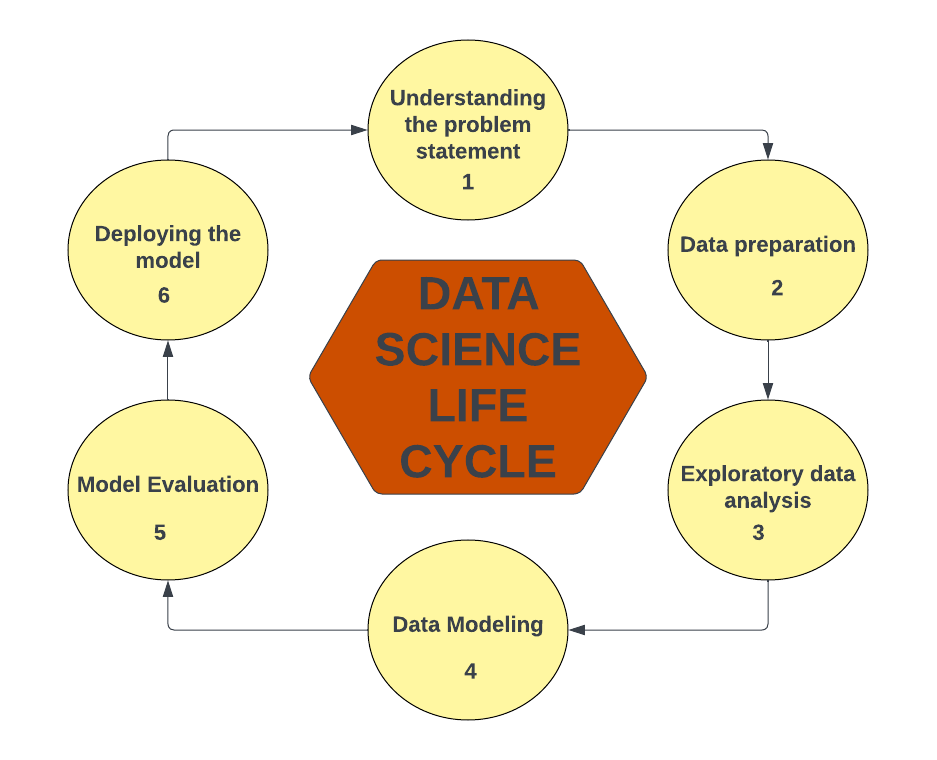 Understanding
the problem
statement
1
Data preparation
2
Exploratory data
analysis
3
Data Modeling
4
Model Evaluation
5
Deploying the
model
6
DATA
SCIENCE
LIFE
CYCLE